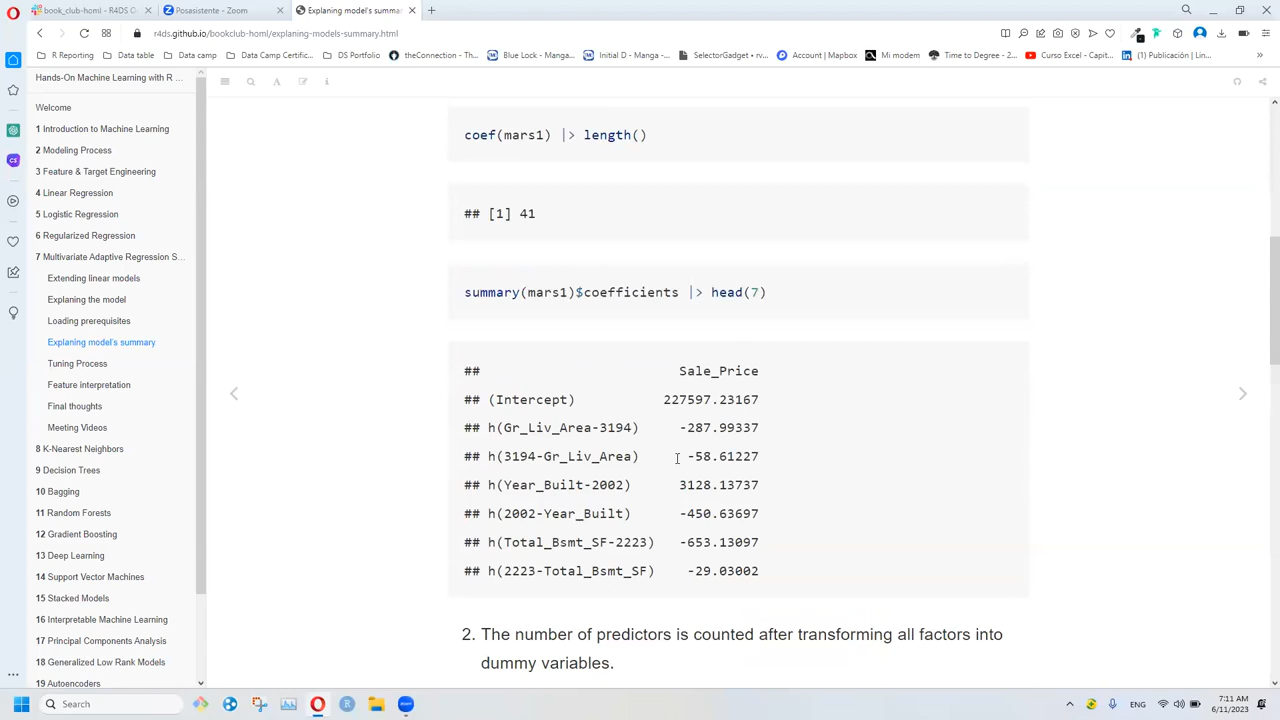 book_club-homl - R4DS O...
Posasistente - Zoom
Explaning model's summary
r4ds.github.io/bookclub-homl/explaning-models-summary.html
R Reporting
Data table
Data camp
Data Camp Certific...
DS Portfolio
theConnection - Th...
Blue Lock - Manga -...
Initial D - Manga -...
SelectorGadget | rv...
Account | Mapbox
Mi modem
Time to Degree - 2...
Curso Excel - Capit...
(1) Publicación | Lin...
Hands-On Machine Learning with R ...
Welcome
1 Introduction to Machine Learning
2 Modeling Process
3 Feature & Target Engineering
4 Linear Regression
5 Logistic Regression
6 Regularized Regression
7 Multivariate Adaptive Regression S...
Extending linear models
Explaning the model
Loading prerequisites
Explaning model's summary
Tuning Process
Feature interpretation
Final thoughts
Meeting Videos
8 K-Nearest Neighbors
9 Decision Trees
10 Bagging
11 Random Forests
12 Gradient Boosting
13 Deep Learning
14 Support Vector Machines
15 Stacked Models
16 Interpretable Machine Learning
17 Principal Components Analysis
18 Generalized Low Rank Models
19 Autoencoders
coef(mars1) |> length()
## [1] 41
summary(mars1)$coefficients |> head(7)
## Sale_Price
## (Intercept) 227597.23167
## h(Gr_Liv_Area-3194) -287.99337
## h(3194-Gr_Liv_Area) -58.61227
## h(Year_Built-2002) 3128.13737
## h(2002-Year_Built) -450.63697
## h(Total_Bsmt_SF-2223) -653.13097
## h(2223-Total_Bsmt_SF) -29.03002
2. The number of predictors is counted after transforming all factors into
dummy variables.
Search
ENG
7:11 AM
6/11/2023